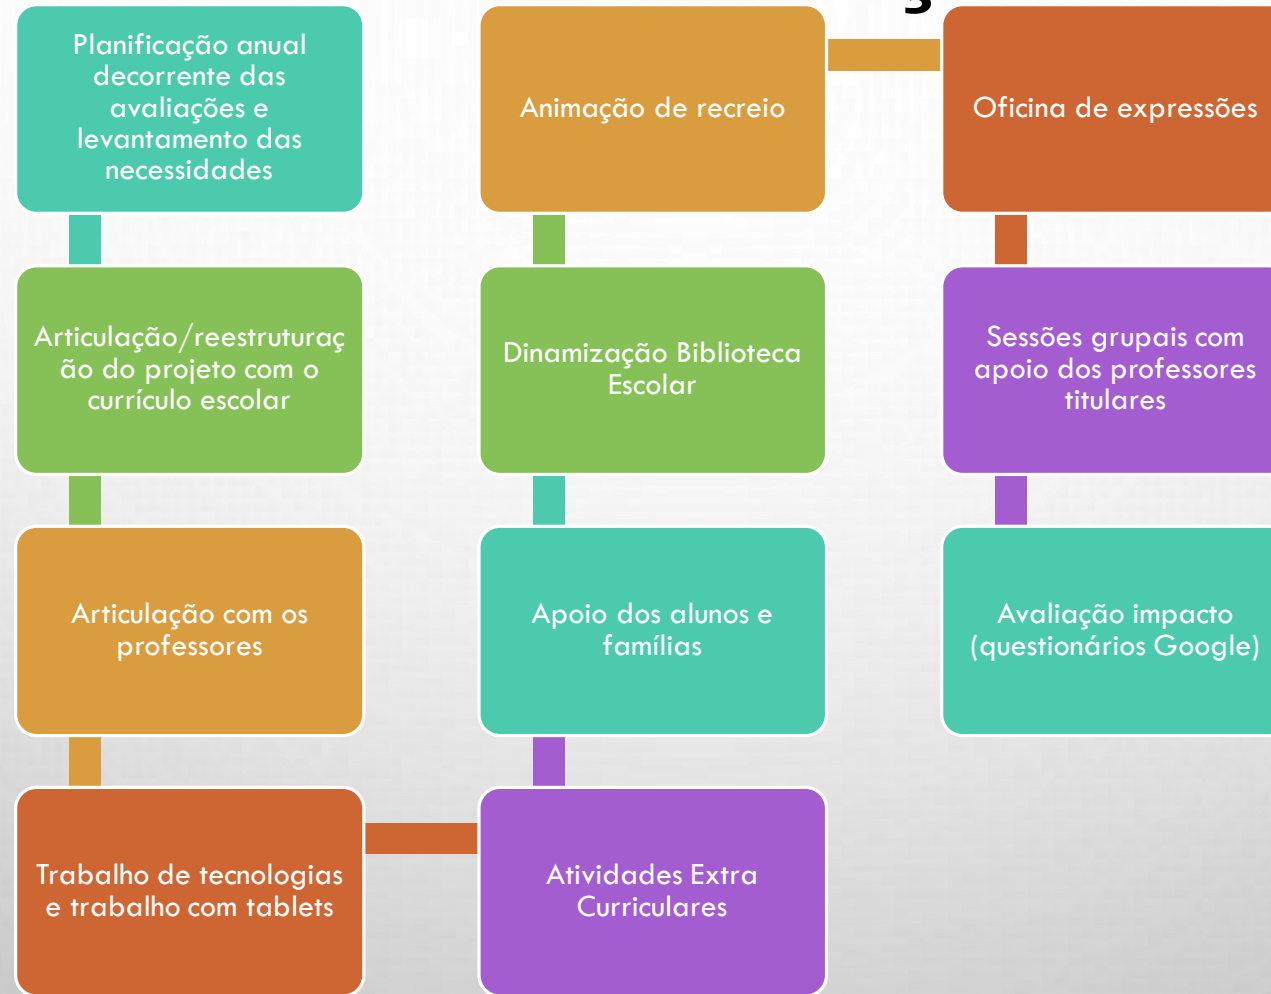 Planificação anual
decorrente das
avaliações e
levantamento das
necessidades
Articulação/reestruturaç
ão do projeto com o
currículo escolar
Articulação com os
professores
Trabalho de tecnologias
e trabalho com tablets
Atividades Extra
Curriculares
Apoio dos alunos e
famílias
Dinamização Biblioteca
Escolar
Animação de recreio
Oficina de expressões
Sessões grupais com
apoio dos professores
titulares
Avaliação impacto
(questionários Google)